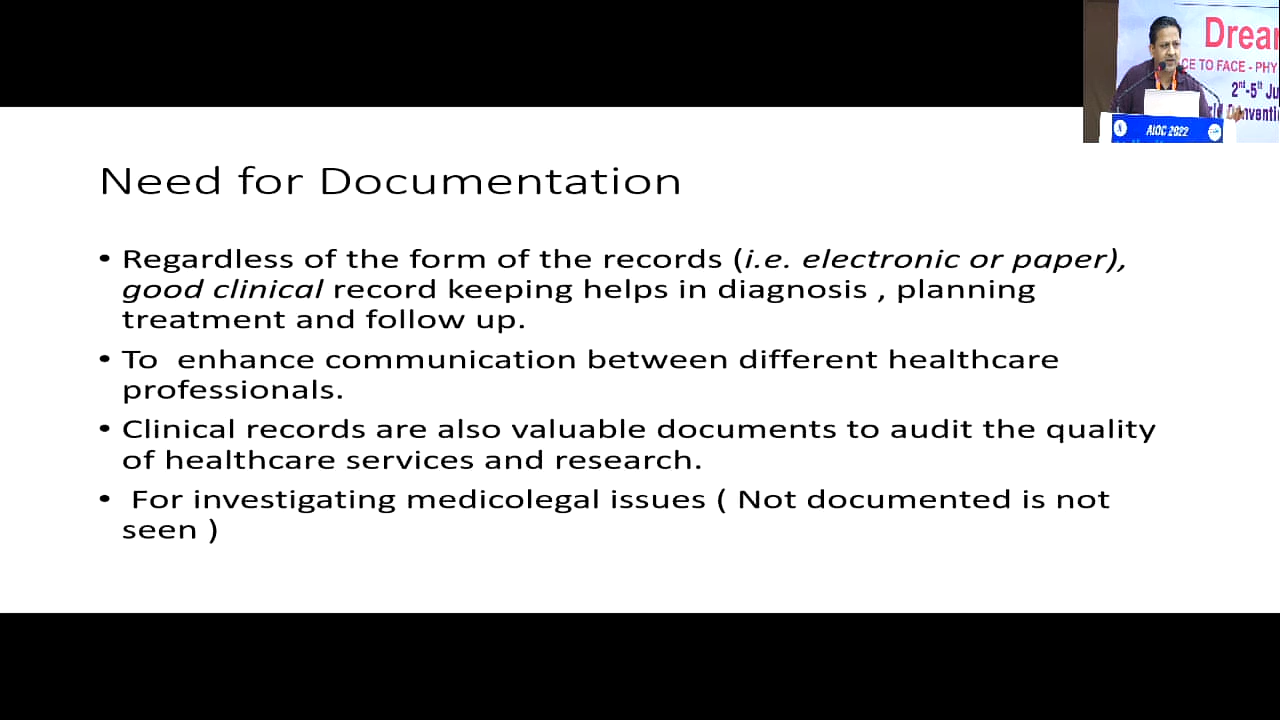 Drea
CE TO FACE - PHY
2nd-5th Ju
AIOC 2022
Need for Documentation
• Regardless of the form of the records (i.e. electronic or paper),
good clinical record keeping helps in diagnosis , planning
treatment and follow up.
• To enhance communication between different healthcare
professionals.
• Clinical records are also valuable documents to audit the quality
of healthcare services and research.
• For investigating medicolegal issues ( Not documented is not
seen )